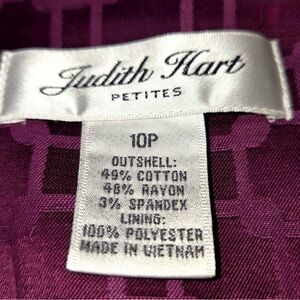 Judith Hart
PETITES
10P
OUTSHELL:
49% COTTON
48% RAYON
3% SPANDEX
LINING:
100% POLYESTER
MADE IN VIETNAM